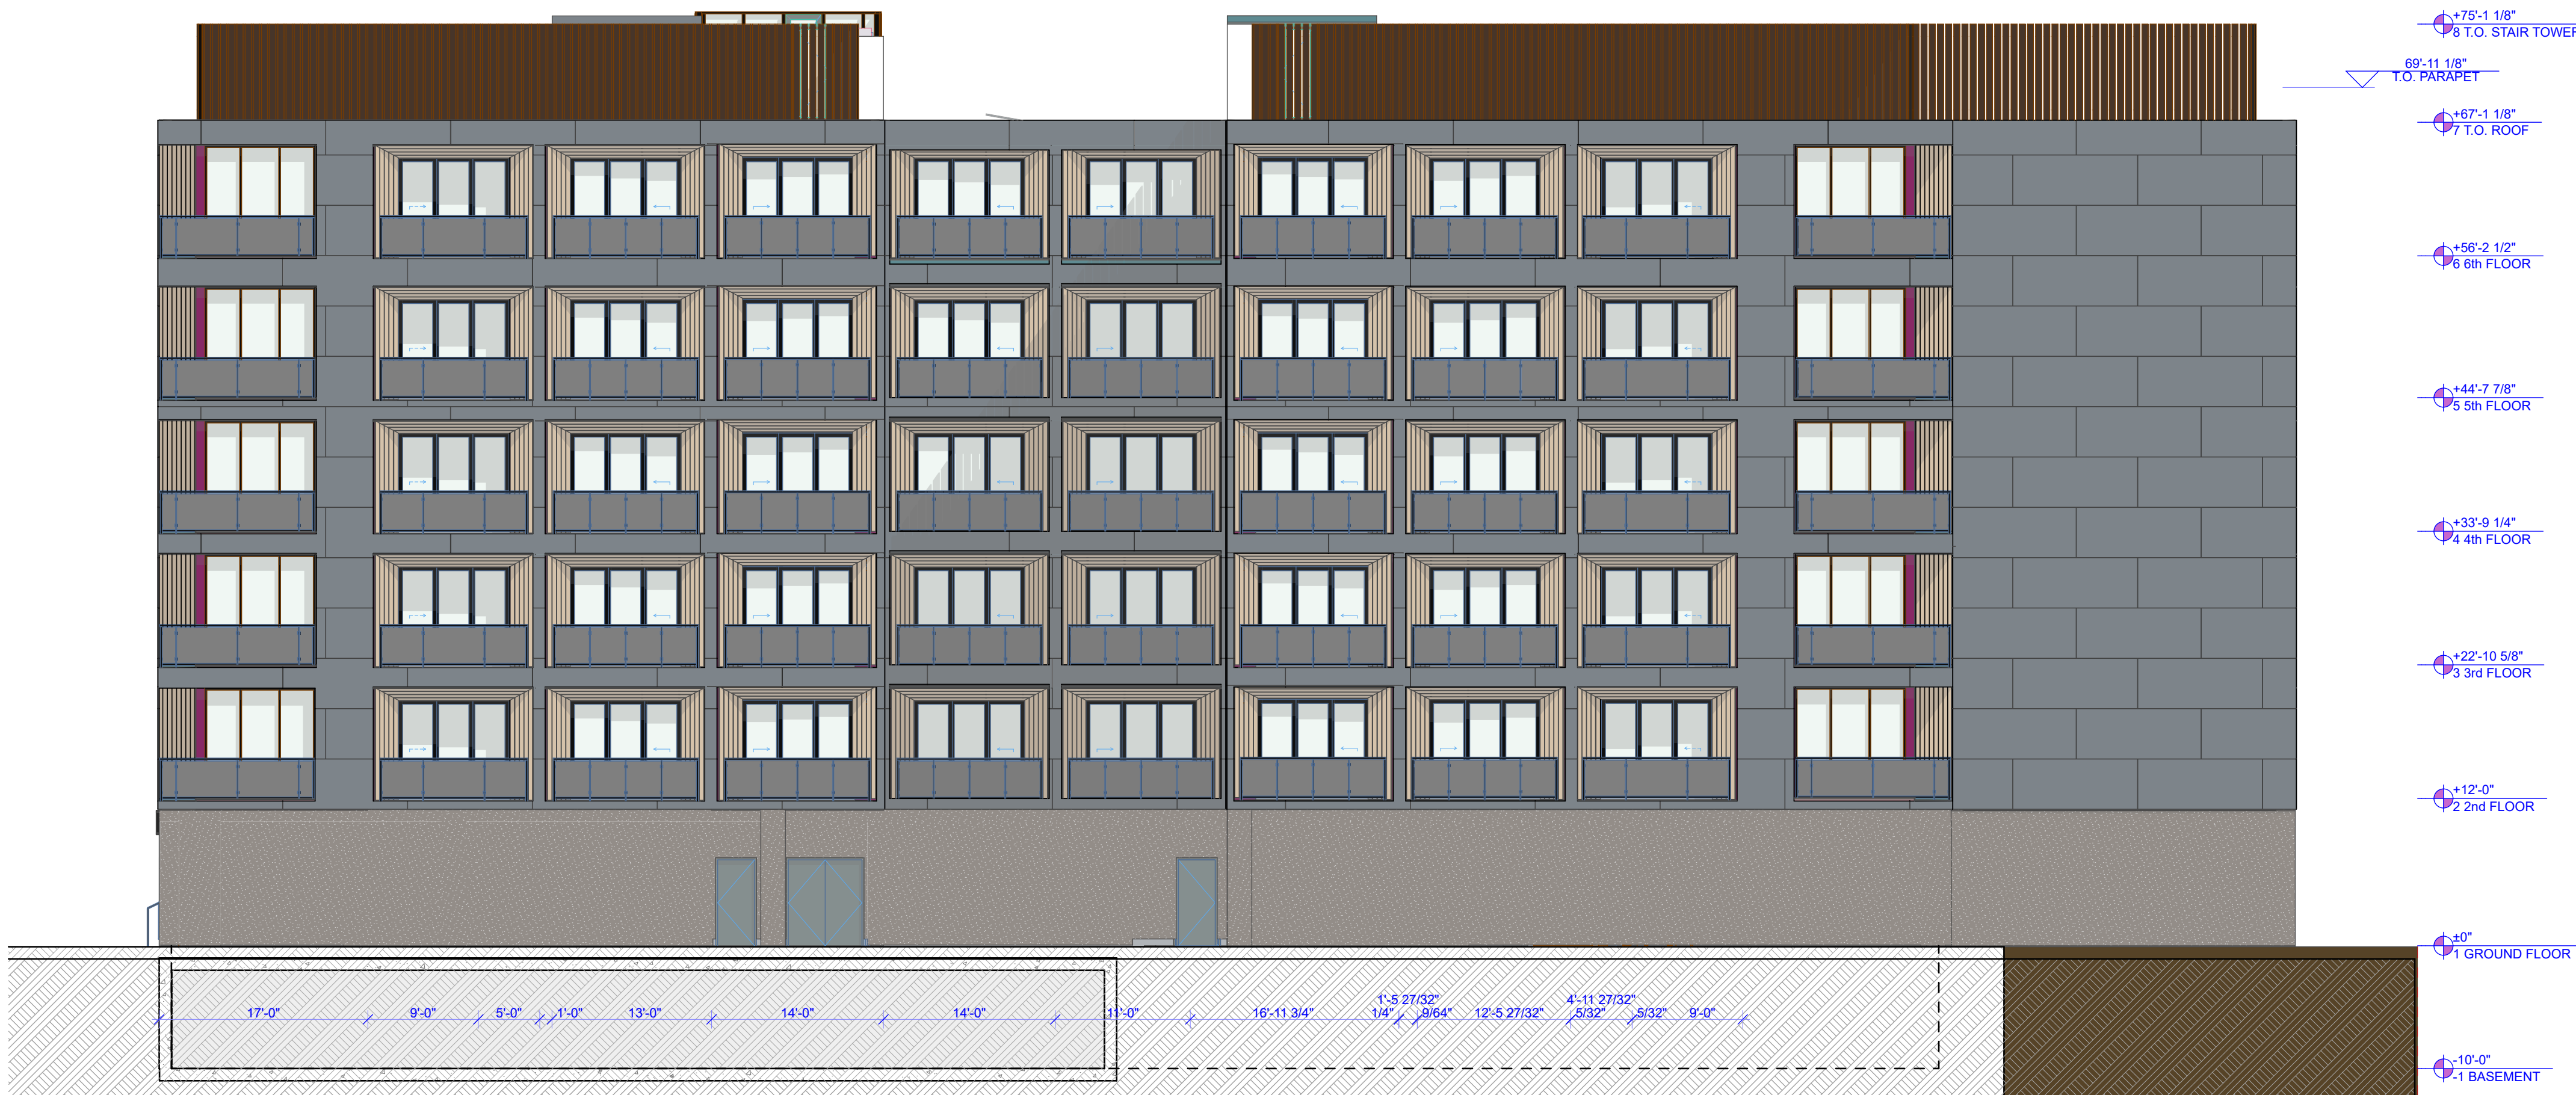 +75'-1 1/8"
8 T.O. STAIR TOWER
69'-11 1/8"
T.O. PARAPET
+67'-1 1/8"
7 T.O. ROOF
+56'-2 1/2"
6 6th FLOOR
+44'-7 7/8"
5 5th FLOOR
+33'-9 1/4"
4 4th FLOOR
+22'-10 5/8"
3 3rd FLOOR
+12'-0"
2 2nd FLOOR
±0"
1 GROUND FLOOR
1'-5 27/32" 4'-11 27/32"
17'-0" 9'-0" 5'-0" 1'-0" 13'-0" 14'-0" 14'-0" 11'-0" 16'-11 3/4" 1/4" 9/64" 12'-5 27/32" 5/32" 5/32" 9'-0"
-10'-0"
-1 BASEMENT